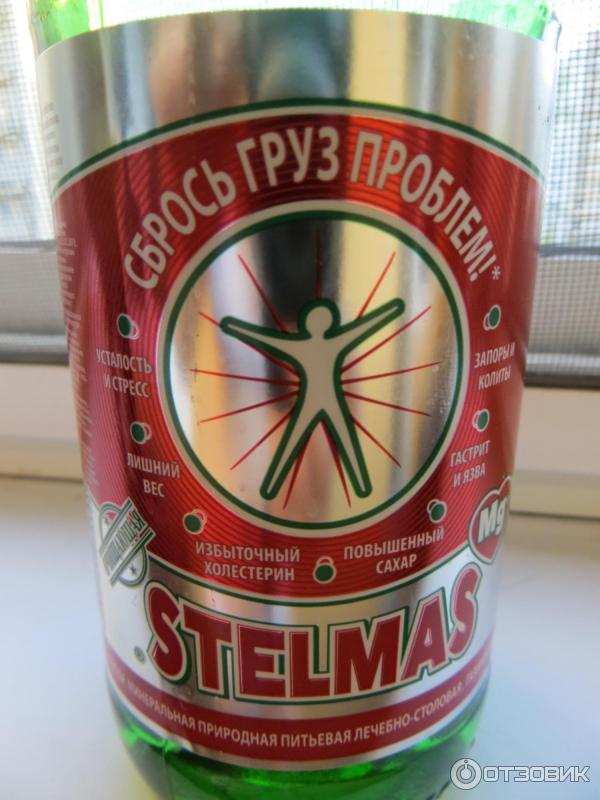 СБРОСЬ ГРУЗ ПРОБЛЕМ!*
УСТАЛОСТЬ
И СТРЕСС
ЛИШНИЙ
ВЕС
ИЗБЫТОЧНЫЙ
ХОЛЕСТЕРИН
ПОВЫШЕННЫЙ
САХАР
ГАСТРИТ
И ЯЗВА
ЗАПОРЫ И
КОЛИТЫ
Mg
STELMAS
®
МИНЕРАЛЬНАЯ ПРИРОДНАЯ ПИТЬЕВАЯ ЛЕЧЕБНО-СТОЛОВАЯ.
ОТЗОВИК